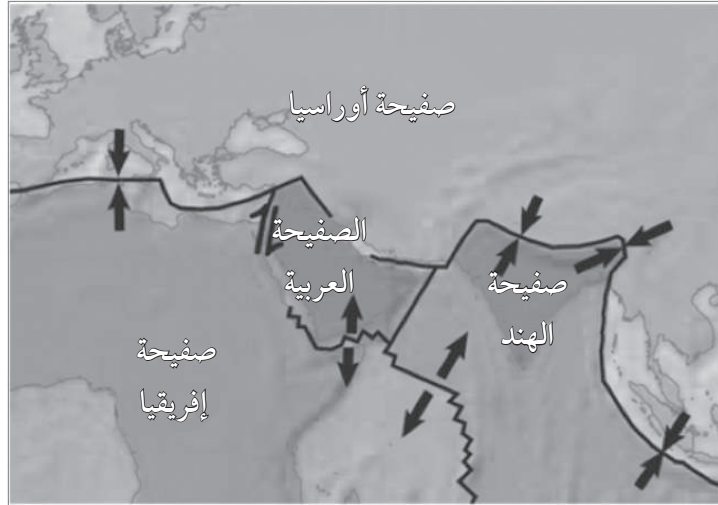 صفيحة أوراسيا
الصفيحة
العربية
صفيحة
الهند
صفيحة
إفريقيا